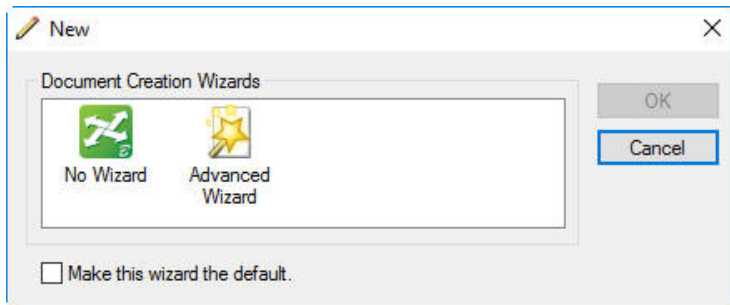 New
Document Creation Wizards
OK
Cancel
No Wizard
Advanced
Wizard
Make this wizard the default.